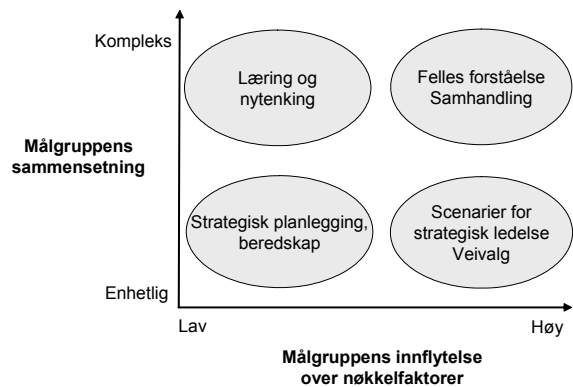 Kompleks
Læring og
nytenking
Felles forståelse
Samhandling
Målgruppens
sammensetning
Strategisk planlegging,
beredskap
Scenarier for
strategisk ledelse
Veivalg
Enhetlig
Lav
Høy
Målgruppens innflytelse
over nøkkelfaktorer